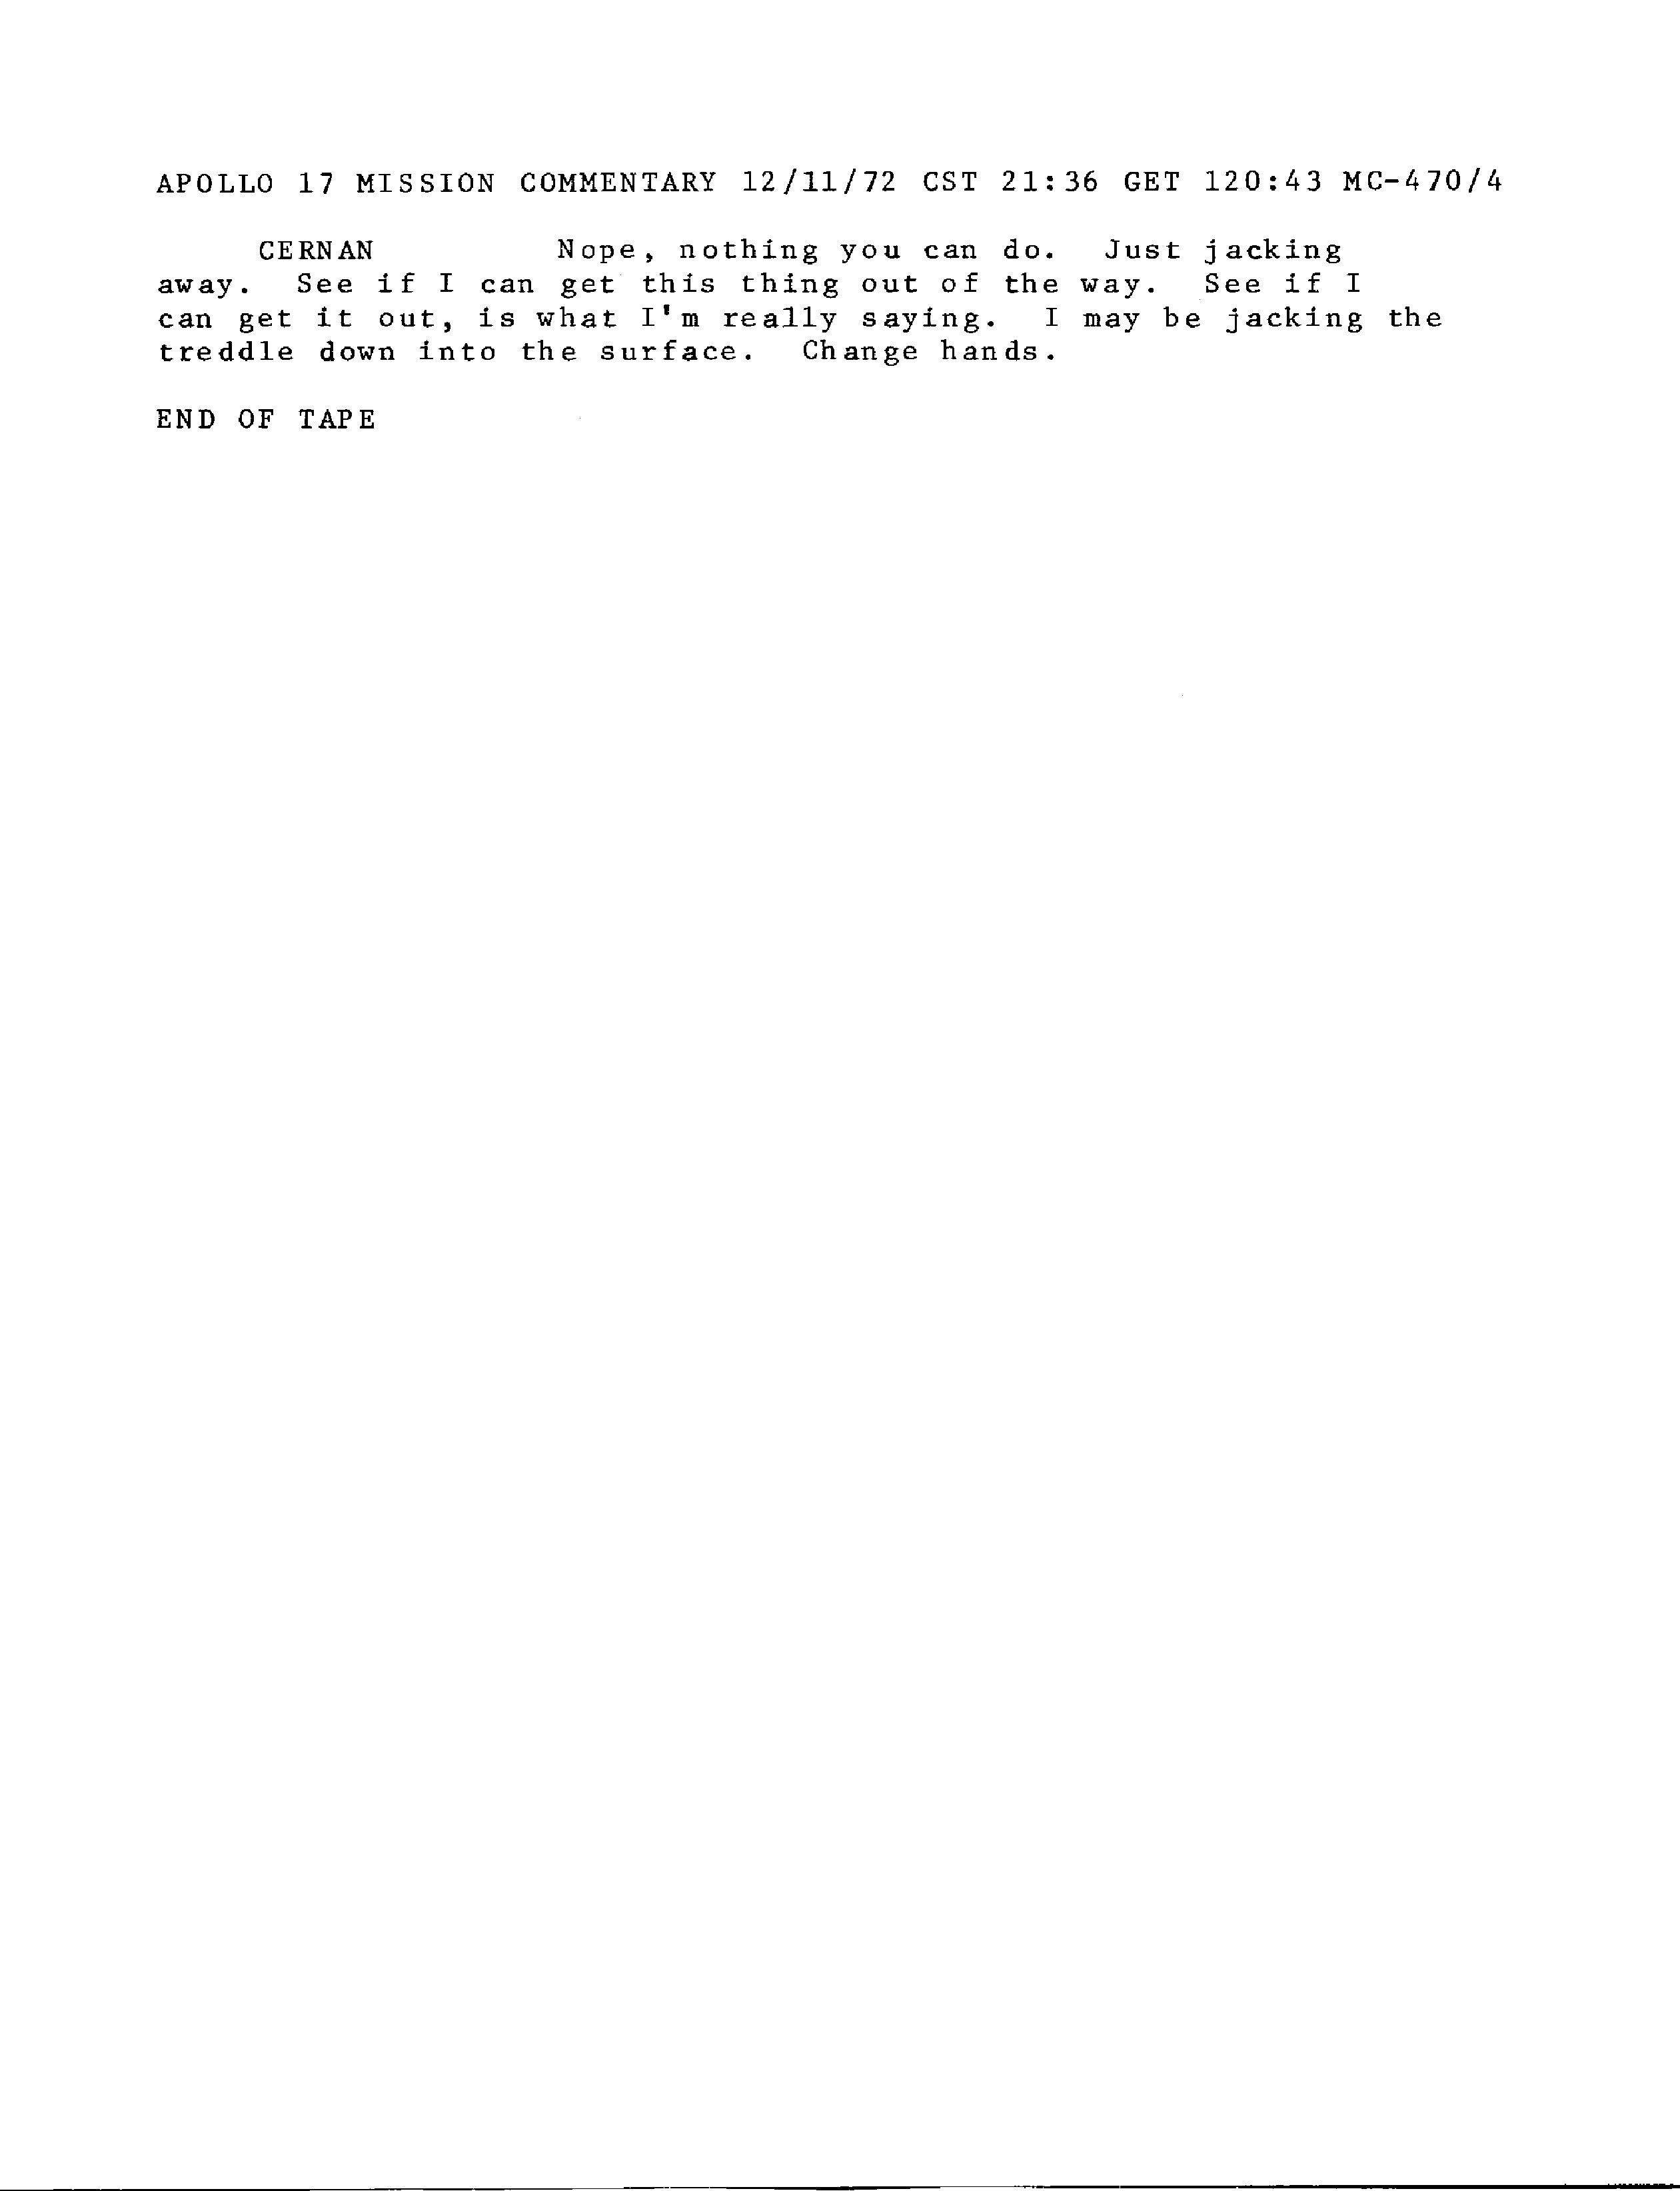 APOLLO 17 MISSION COMMENTARY 12/11/72 CST 21:36 GET 120:43 MC-470/4
CERNAN Nope, nothing you can do. Just jacking
away. See if I can get this thing out of the way. See if I
can get it out, is what I'm really saying. I may be jacking the
treddle down into the surface. Change hands.
END OF TAPE